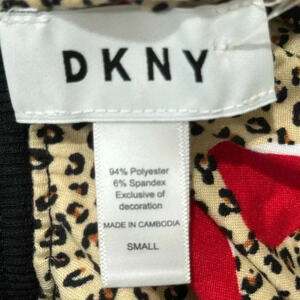 DKNY
94% Polyester
6% Spandex
Exclusive of
decoration
MADE IN CAMBODIA
SMALL